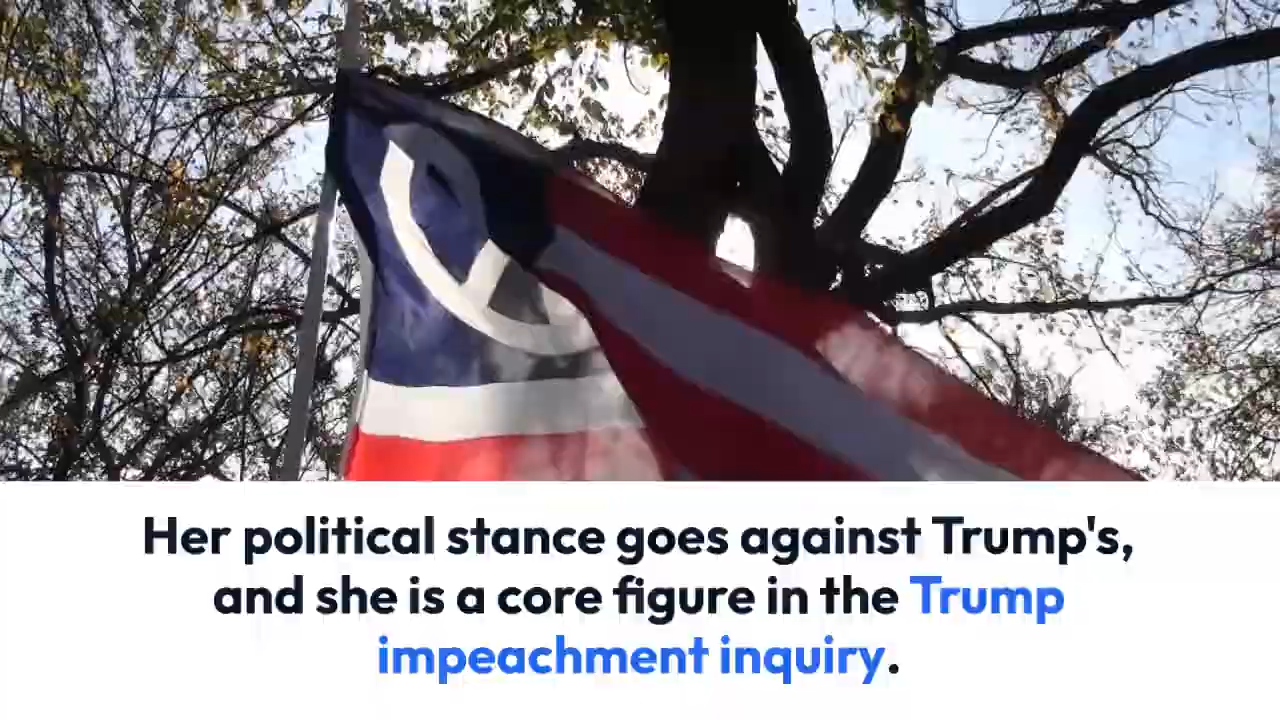 Her political stance goes against Trump's,
and she is a core figure in the Trump
impeachment inquiry.